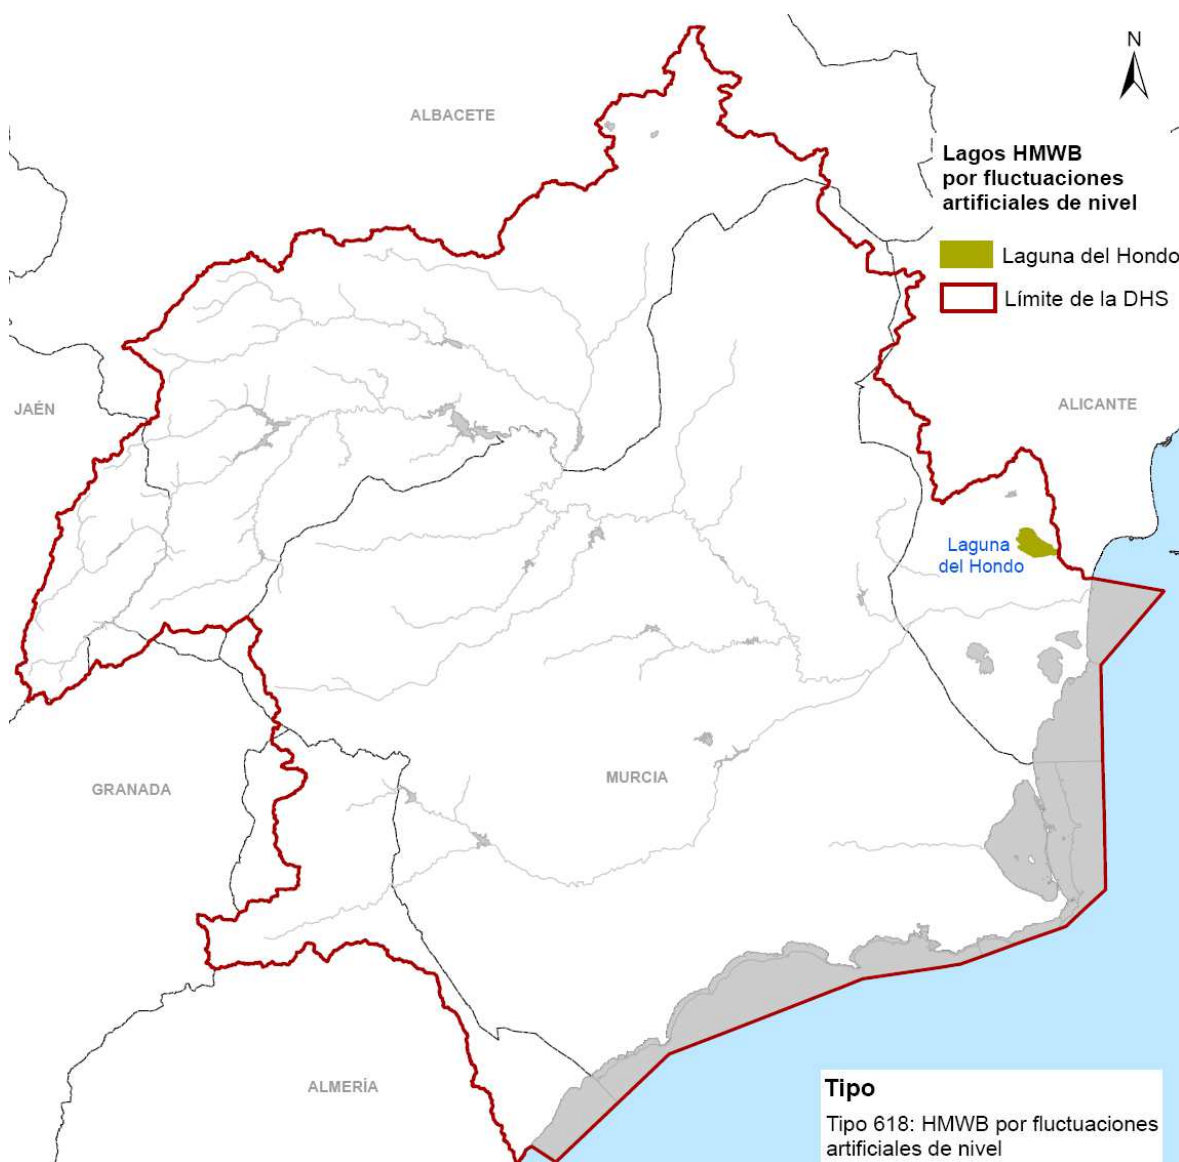 N
ALBACETE
Lagos HMWB
por fluctuaciones
artificiales de nivel
Laguna del Hondo
Límite de la DHS
JAÉN
ALICANTE
Laguna
del Hondo
GRANADA
MURCIA
ALMERÍA
Tipo
Tipo 618: HMWB por fluctuaciones
artificiales de nivel